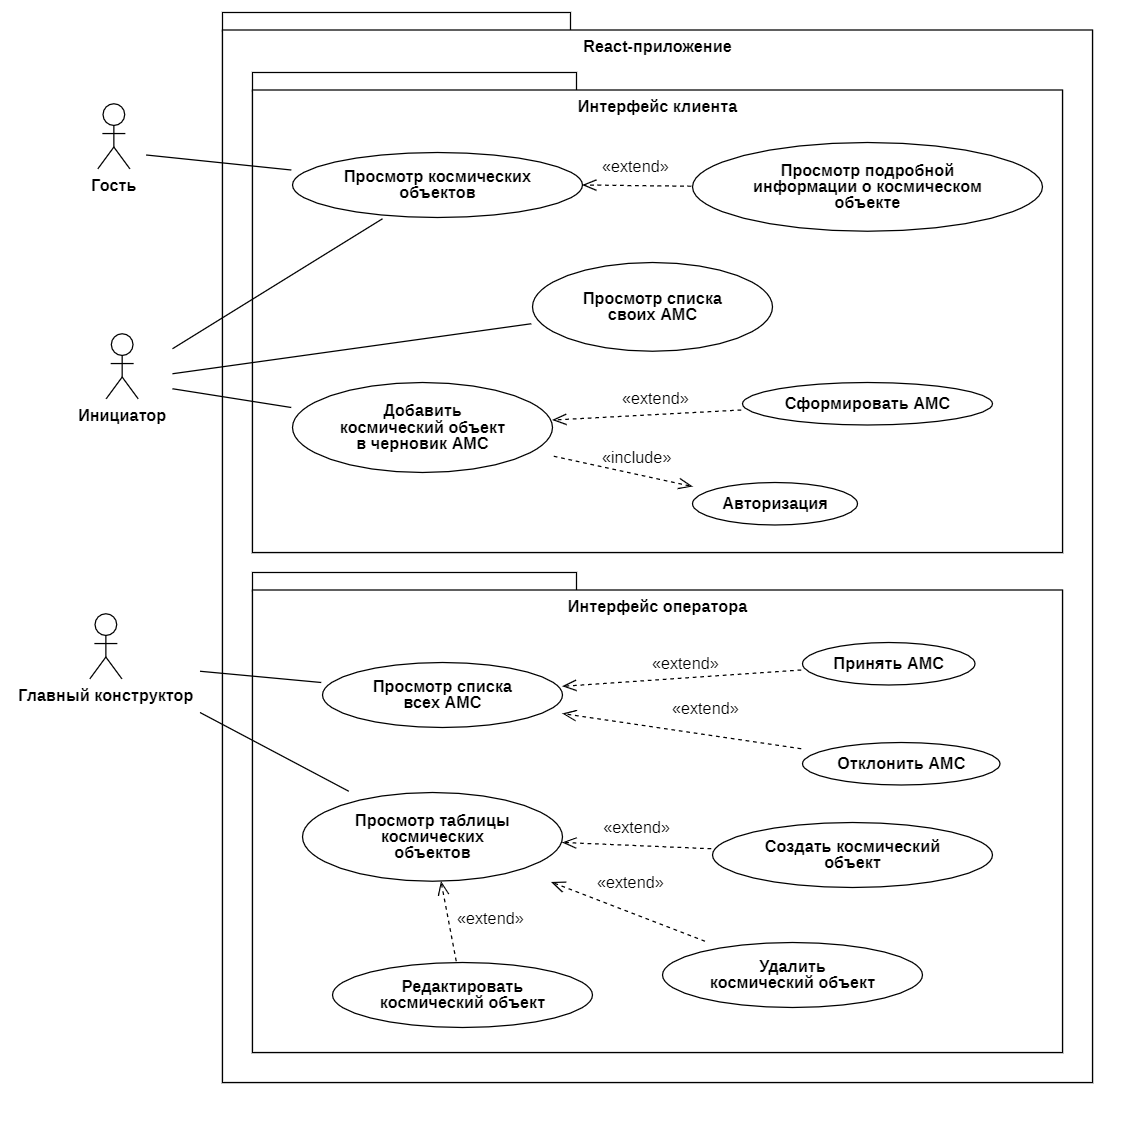 React-приложение
Интерфейс клиента
Гость
Просмотр космических
объектов
«extend»
Просмотр подробной
информации о космическом
объекте
Просмотр списка
своих АМС
Инициатор
Добавить
космический объект
в черновик АМС
«extend»
Сформировать АМС
«include»
Авторизация
Интерфейс оператора
Главный конструктор
Просмотр списка
всех АМС
«extend»
Принять АМС
«extend»
Отклонить АМС
Просмотр таблицы
космических
объектов
«extend»
Создать космический
объект
«extend»
«extend»
Удалить
космический объект
Редактировать
космический объект